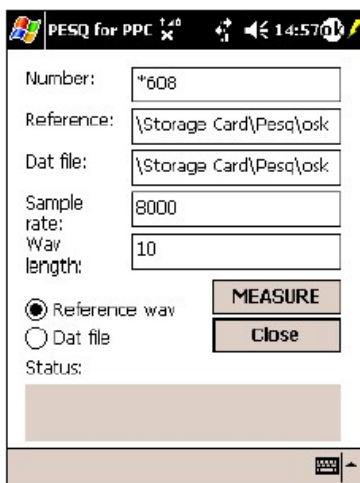 PESQ for PPC 14:57 ok
Number: *608
Reference: \Storage Card\Pesq\osk
Dat file: \Storage Card\Pesq\osk
Sample rate: 8000
Wav length: 10
Reference wav
MEASURE
Dat file
Close
Status: